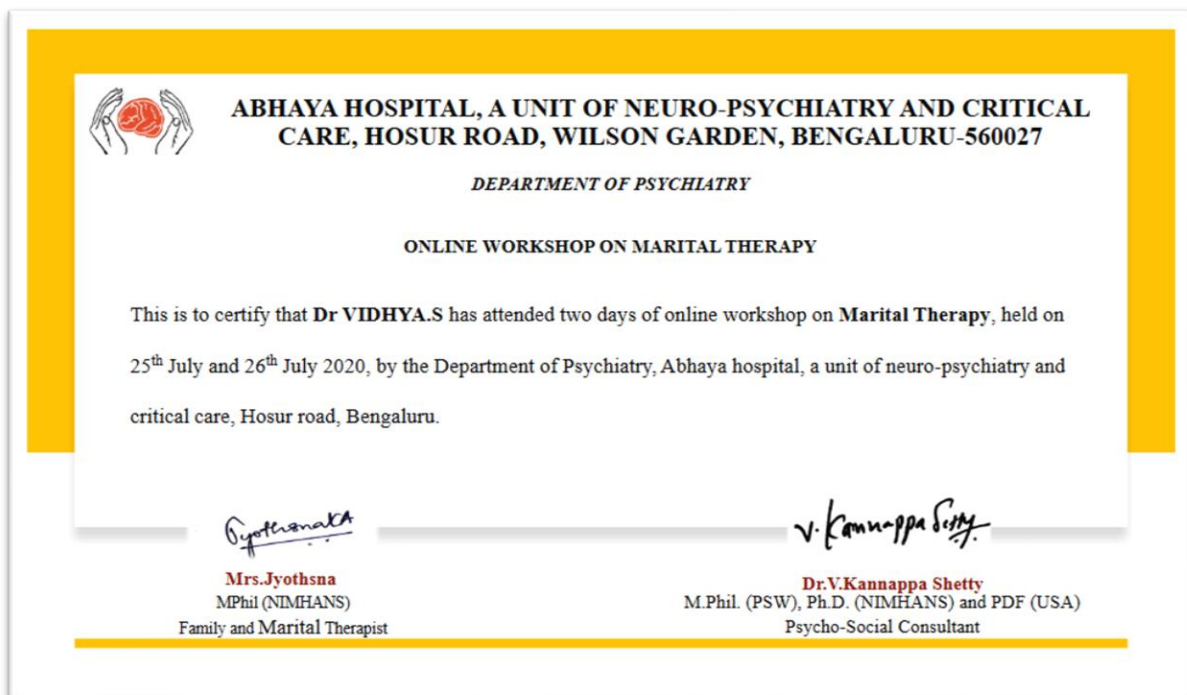 ABHAYA HOSPITAL, A UNIT OF NEURO-PSYCHIATRY AND CRITICAL
CARE, HOSUR ROAD, WILSON GARDEN, BENGALURU-560027
DEPARTMENT OF PSYCHIATRY
ONLINE WORKSHOP ON MARITAL THERAPY
This is to certify that Dr VIDHYA.S has attended two days of online workshop on Marital Therapy, held on
25th July and 26th July 2020, by the Department of Psychiatry, Abhaya hospital, a unit of neuro-psychiatry and
critical care, Hosur road, Bengaluru.
JyothsnaKA
V. Kannappa Setty
Mrs.Jyothsna
MPhil (NIMHANS)
Family and Marital Therapist
Dr.V.Kannappa Shetty
M.Phil. (PSW), Ph.D. (NIMHANS) and PDF (USA)
Psycho-Social Consultant